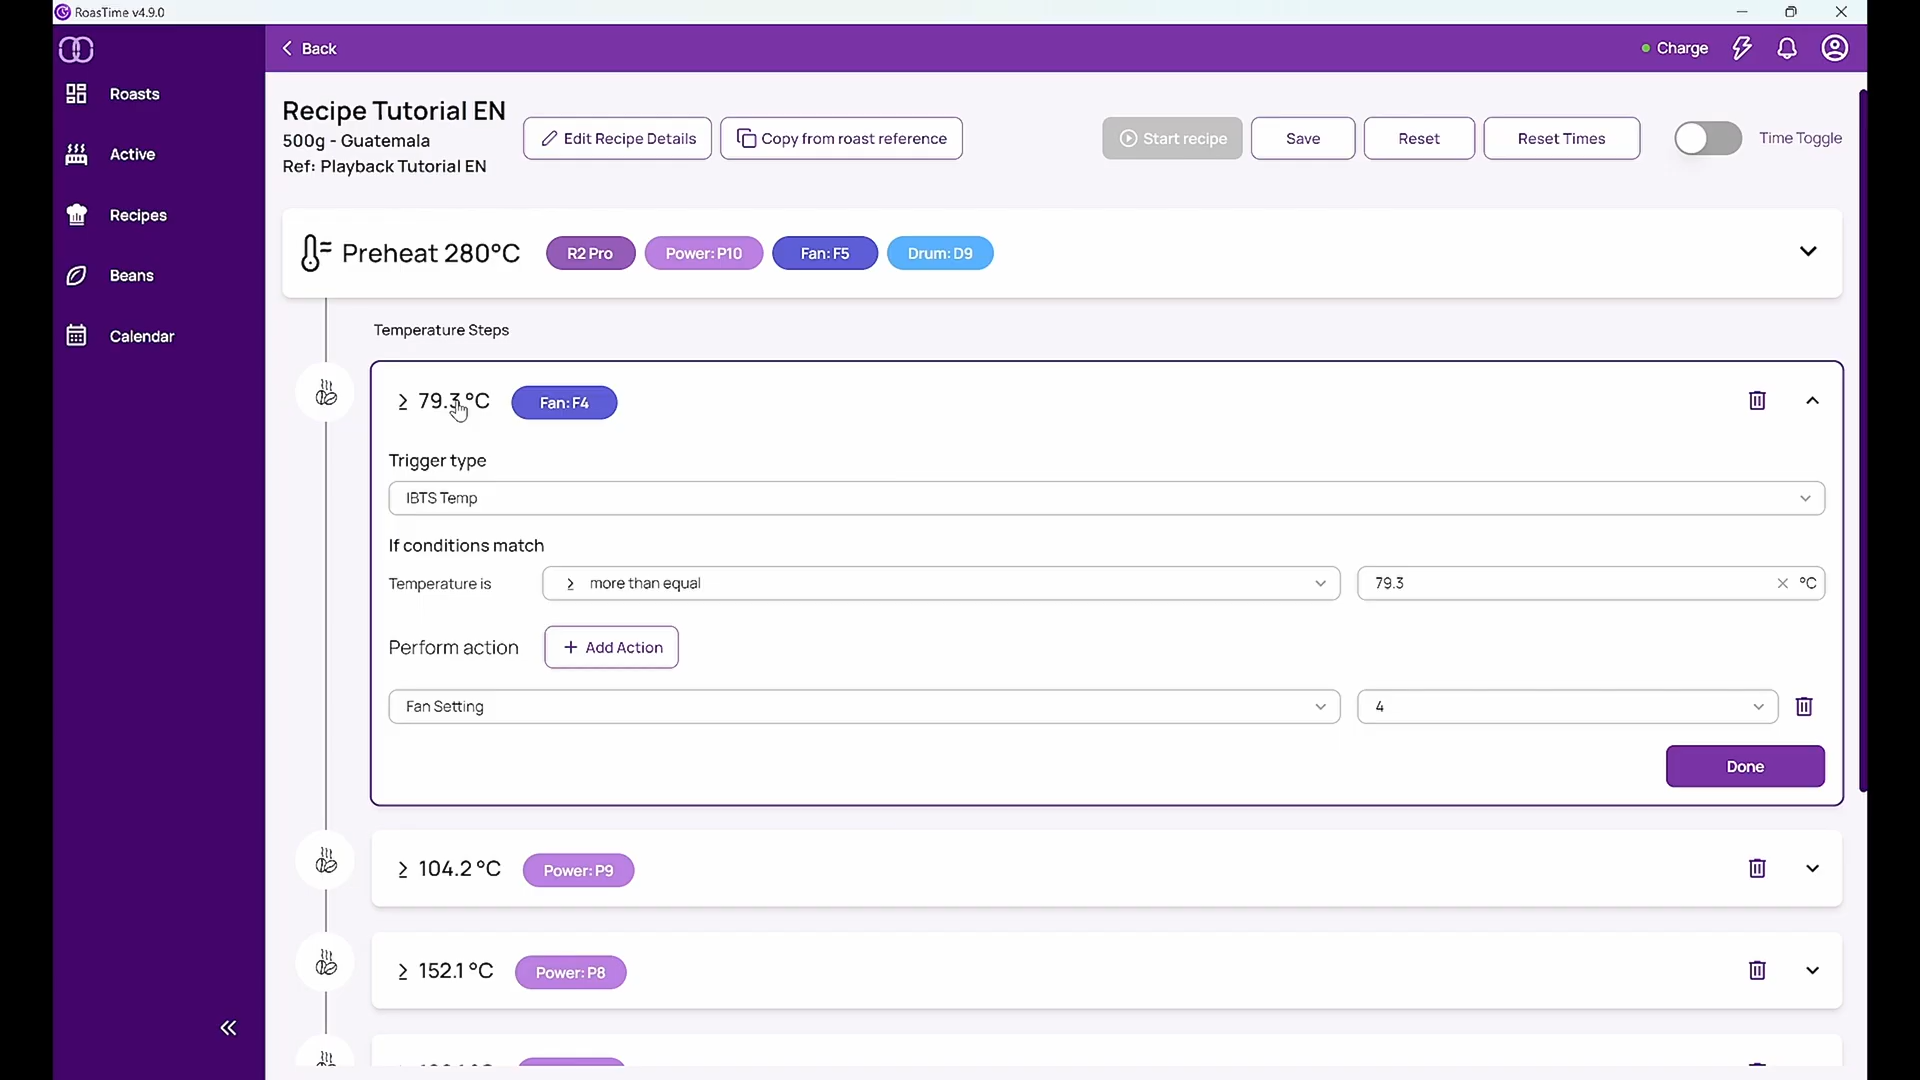 RoasTime v4.9.0
Back
Charge
Roasts
Active
Recipes
Beans
Calendar
Recipe Tutorial EN
500g - Guatemala
Ref: Playback Tutorial EN
Edit Recipe Details
Copy from roast reference
Start recipe
Save
Reset
Reset Times
Time Toggle
Preheat 280°C
R2 Pro
Power: P10
Fan: F5
Drum: D9
Temperature Steps
≥ 79.3 °C
Fan: F4
Trigger type
IBTS Temp
If conditions match
Temperature is
≥ more than equal
79.3
°C
Perform action
+ Add Action
Fan Setting
4
Done
≥ 104.2 °C
Power: P9
≥ 152.1 °C
Power: P8